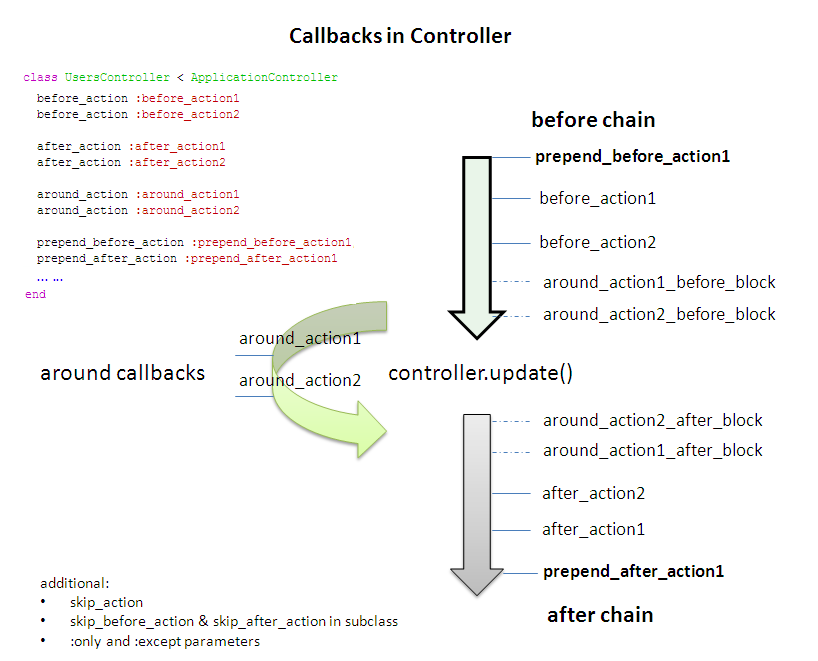 Callbacks in Controller
class UsersController < ApplicationController
before_action :before_action1
before_action :before_action2
after_action :after_action1
after_action :after_action2
around_action :around_action1
around_action :around_action2
prepend_before_action :prepend_before_action1
prepend_after_action :prepend_after_action1
... ...
end
before chain
prepend_before_action1
before_action1
before_action2
around_action1_before_block
around_action2_before_block
around callbacks
around_action1
around_action2
controller.update()
around_action2_after_block
around_action1_after_block
after_action2
after_action1
prepend_after_action1
after chain
additional:
• skip_action
• skip_before_action & skip_after_action in subclass
• :only and :except parameters